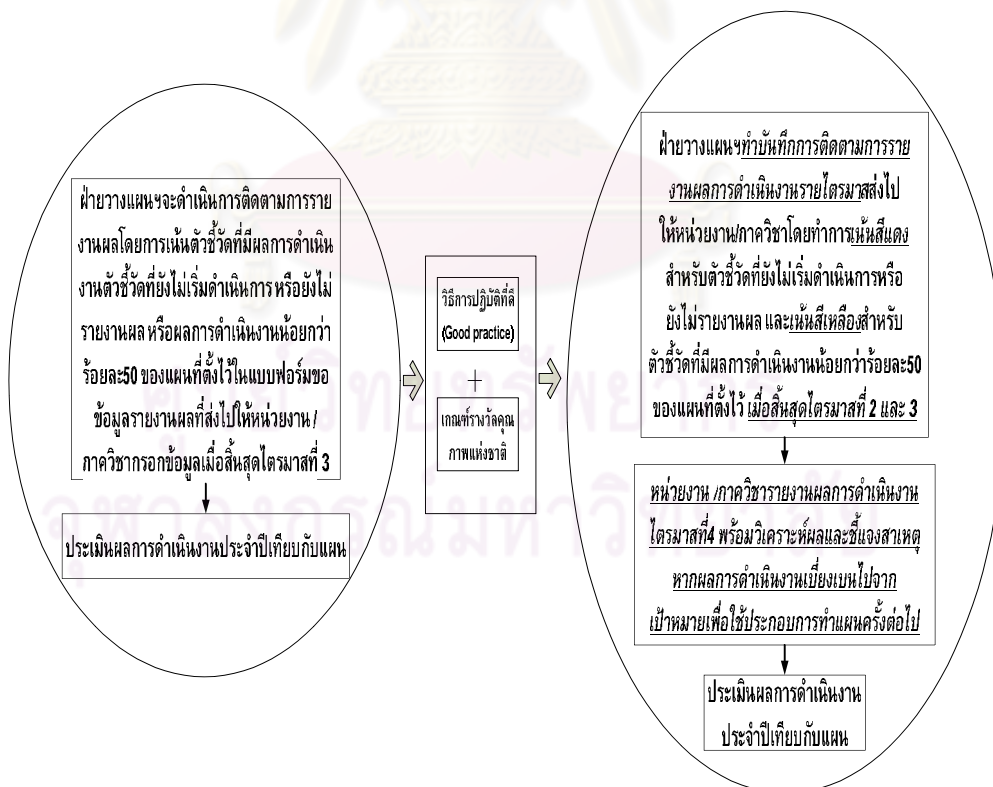 ฝ่ายวางแผนฯจะดำเนินการติดตามการราย
งานผลโดยการเน้นตัวชี้วัดที่มีผลการดำเนิน
งานตัวชี้วัดที่ยังไม่เริ่มดำเนินการ หรือยังไม่
รายงานผล หรือผลการดำเนินงานน้อยกว่า
ร้อยละ50 ของแผนที่ตั้งไว้ในแบบฟอร์มขอ
ข้อมูลรายงานผลที่ส่งไปให้หน่วยงาน /
ภาควิชากรอกข้อมูลเมื่อสิ้นสุดไตรมาสที่ 3
ประเมินผลการดำเนินงานประจำปีเทียบกับแผน
วิธีการปฏิบัติที่ดี
(Good practice)
+
เกณฑ์รางวัลคุณ
ภาพแห่งชาติ
ฝ่ายวางแผนฯทำบันทึกการติดตามการราย
งานผลการดำเนินงานรายไตรมาสส่งไป
ให้หน่วยงาน/ภาควิชาโดยทำการเน้นสีแดง
สำหรับตัวชี้วัดที่ยังไม่เริ่มดำเนินการหรือ
ยังไม่รายงานผล และเน้นสีเหลืองสำหรับ
ตัวชี้วัดที่มีผลการดำเนินงานน้อยกว่าร้อยละ50
ของแผนที่ตั้งไว้ เมื่อสิ้นสุดไตรมาสที่ 2 และ 3
หน่วยงาน /ภาควิชารายงานผลการดำเนินงาน
ไตรมาสที่4 พร้อมวิเคราะห์ผลและชี้แจงสาเหตุ
หากผลการดำเนินงานเบี่ยงเบนไปจาก
เป้าหมายเพื่อใช้ประกอบการทำแผนครั้งต่อไป
ประเมินผลการดำเนินงาน
ประจำปีเทียบกับแผน
ศูนย์วิทยทรัพยากร
จุฬาลงกรณ์มหาวิทยาลัย